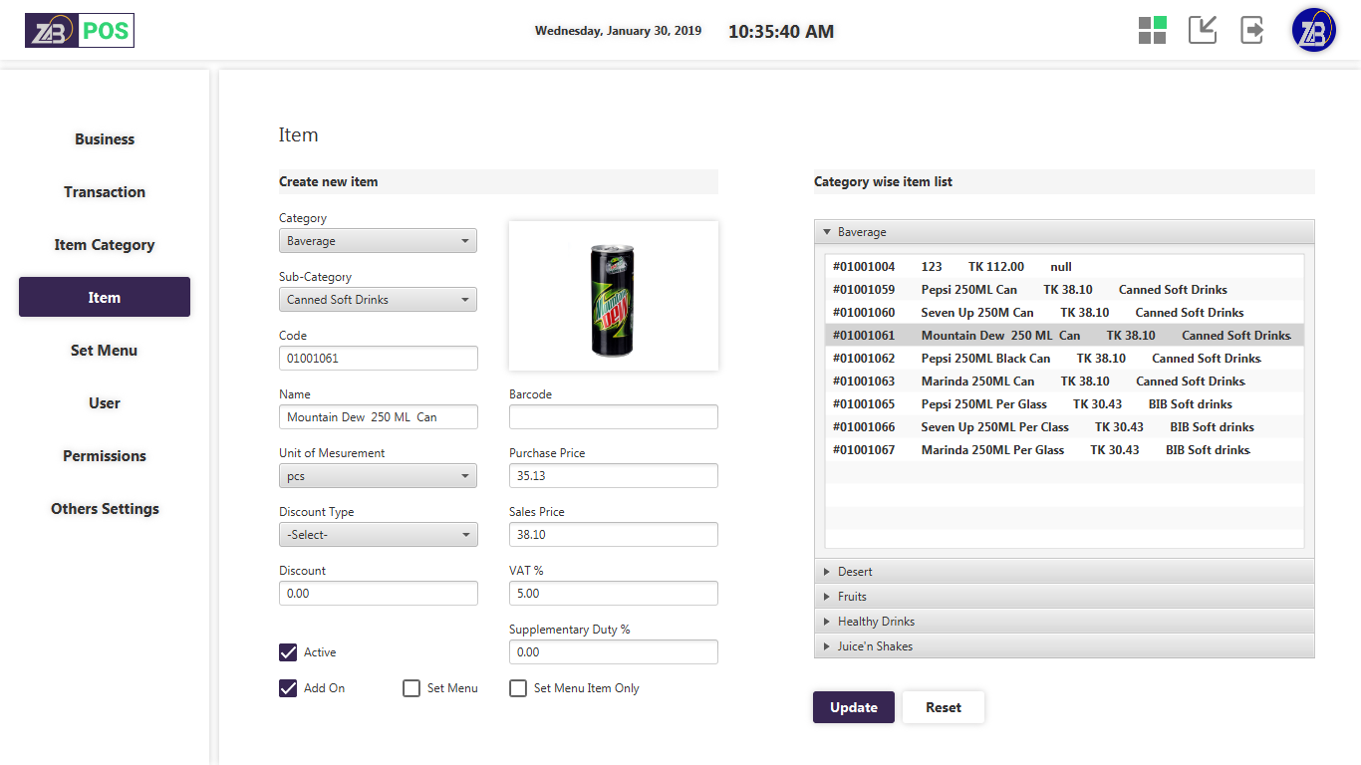 ZB POS
Wednesday, January 30, 2019
10:35:40 AM
ZB
Business
Transaction
Item Category
Item
Set Menu
User
Permissions
Others Settings
Item
Create new item
Category
Baverage
Sub-Category
Canned Soft Drinks
Code
01001061
Mountain Dew
Name
Mountain Dew  250 ML  Can
Barcode
Unit of Mesurement
pcs
Purchase Price
35.13
Discount Type
-Select-
Sales Price
38.10
Discount
0.00
VAT %
5.00
Supplementary Duty %
0.00
Active
Add On
Set Menu
Set Menu Item Only
Category wise item list
Baverage
#01001004 123 TK 112.00 null
#01001059 Pepsi 250ML Can TK 38.10 Canned Soft Drinks
#01001060 Seven Up 250M Can TK 38.10 Canned Soft Drinks
#01001061 Mountain Dew  250 ML  Can TK 38.10 Canned Soft Drinks
#01001062 Pepsi 250ML Black Can TK 38.10 Canned Soft Drinks
#01001063 Marinda 250ML Can TK 38.10 Canned Soft Drinks
#01001065 Pepsi 250ML Per Glass TK 30.43 BIB Soft drinks
#01001066 Seven Up 250ML Per Class TK 30.43 BIB Soft drinks
#01001067 Marinda 250ML Per Glass TK 30.43 BIB Soft drinks
Desert
Fruits
Healthy Drinks
Juice'n Shakes
Update
Reset